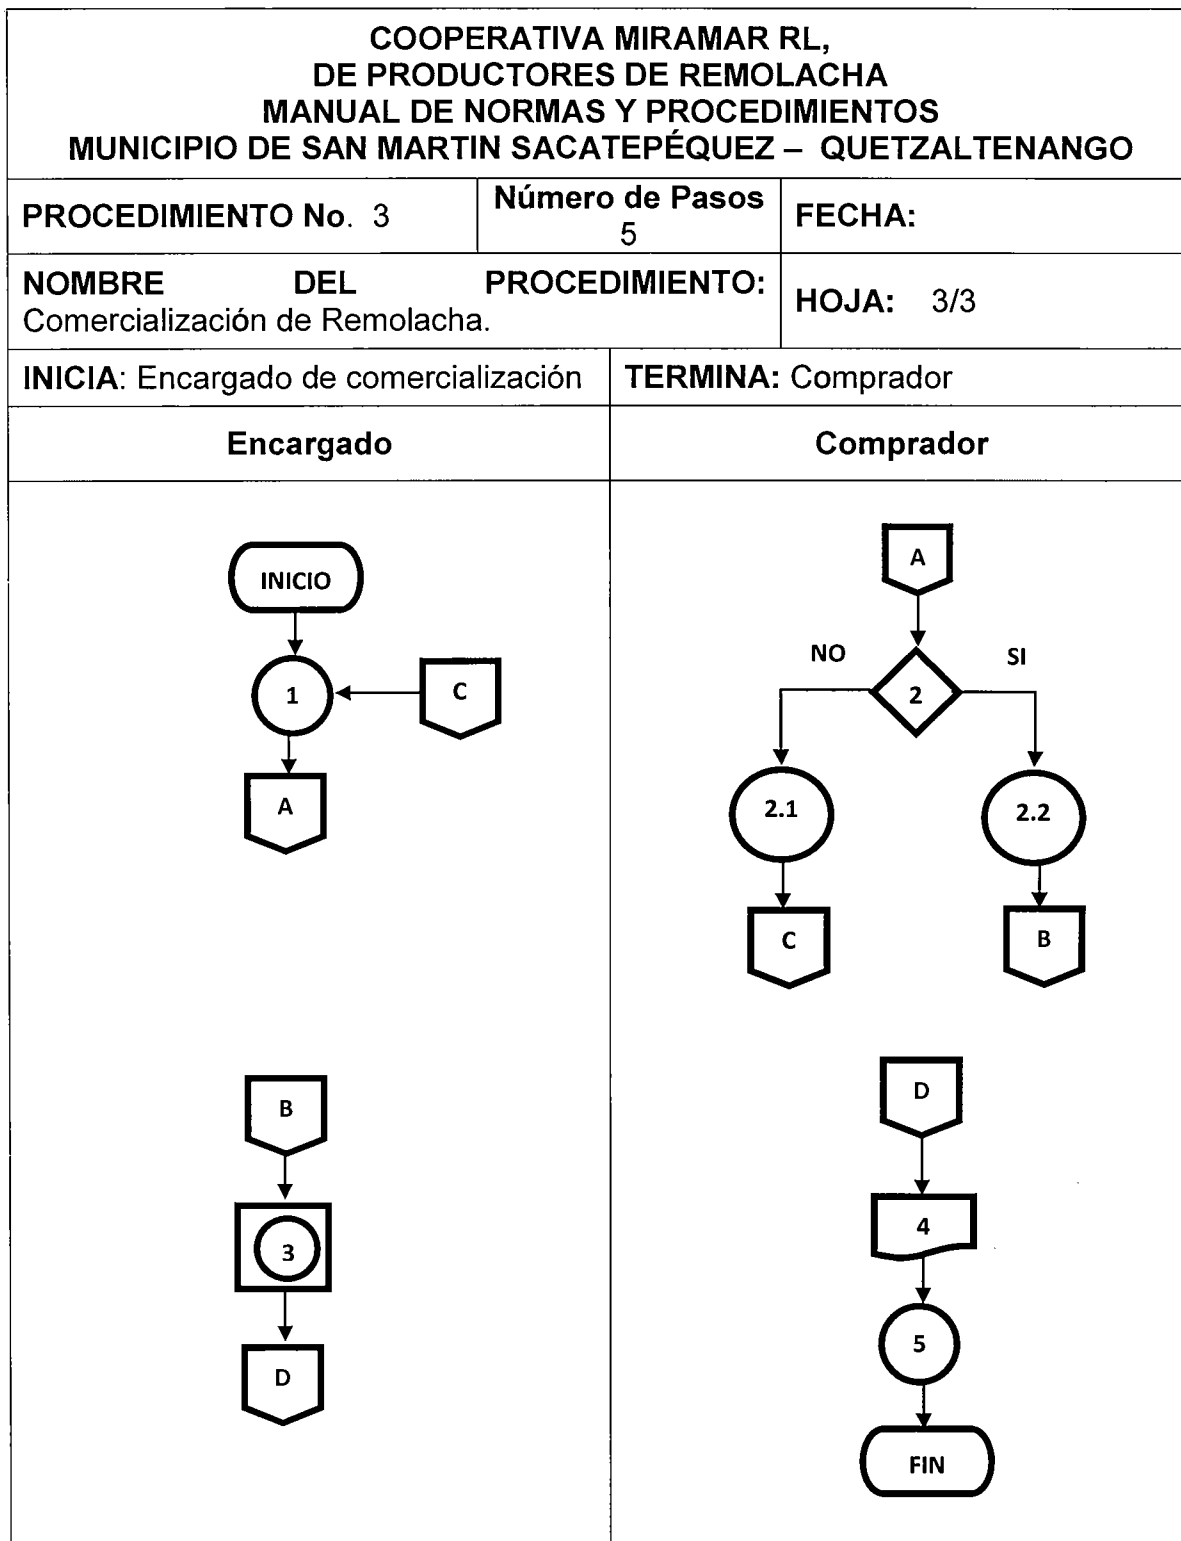 COOPERATIVA MIRAMAR RL,
DE PRODUCTORES DE REMOLACHA
MANUAL DE NORMAS Y PROCEDIMIENTOS
MUNICIPIO DE SAN MARTIN SACATEPÉQUEZ – QUETZALTENANGO
PROCEDIMIENTO No. 3
Número de Pasos
5
FECHA:
NOMBRE DEL PROCEDIMIENTO:
Comercialización de Remolacha.
HOJA: 3/3
INICIA: Encargado de comercialización
TERMINA: Comprador
Encargado
Comprador
INICIO
1
C
A
B
3
D
A
NO
SI
2
2.1
2.2
C
B
D
4
5
FIN